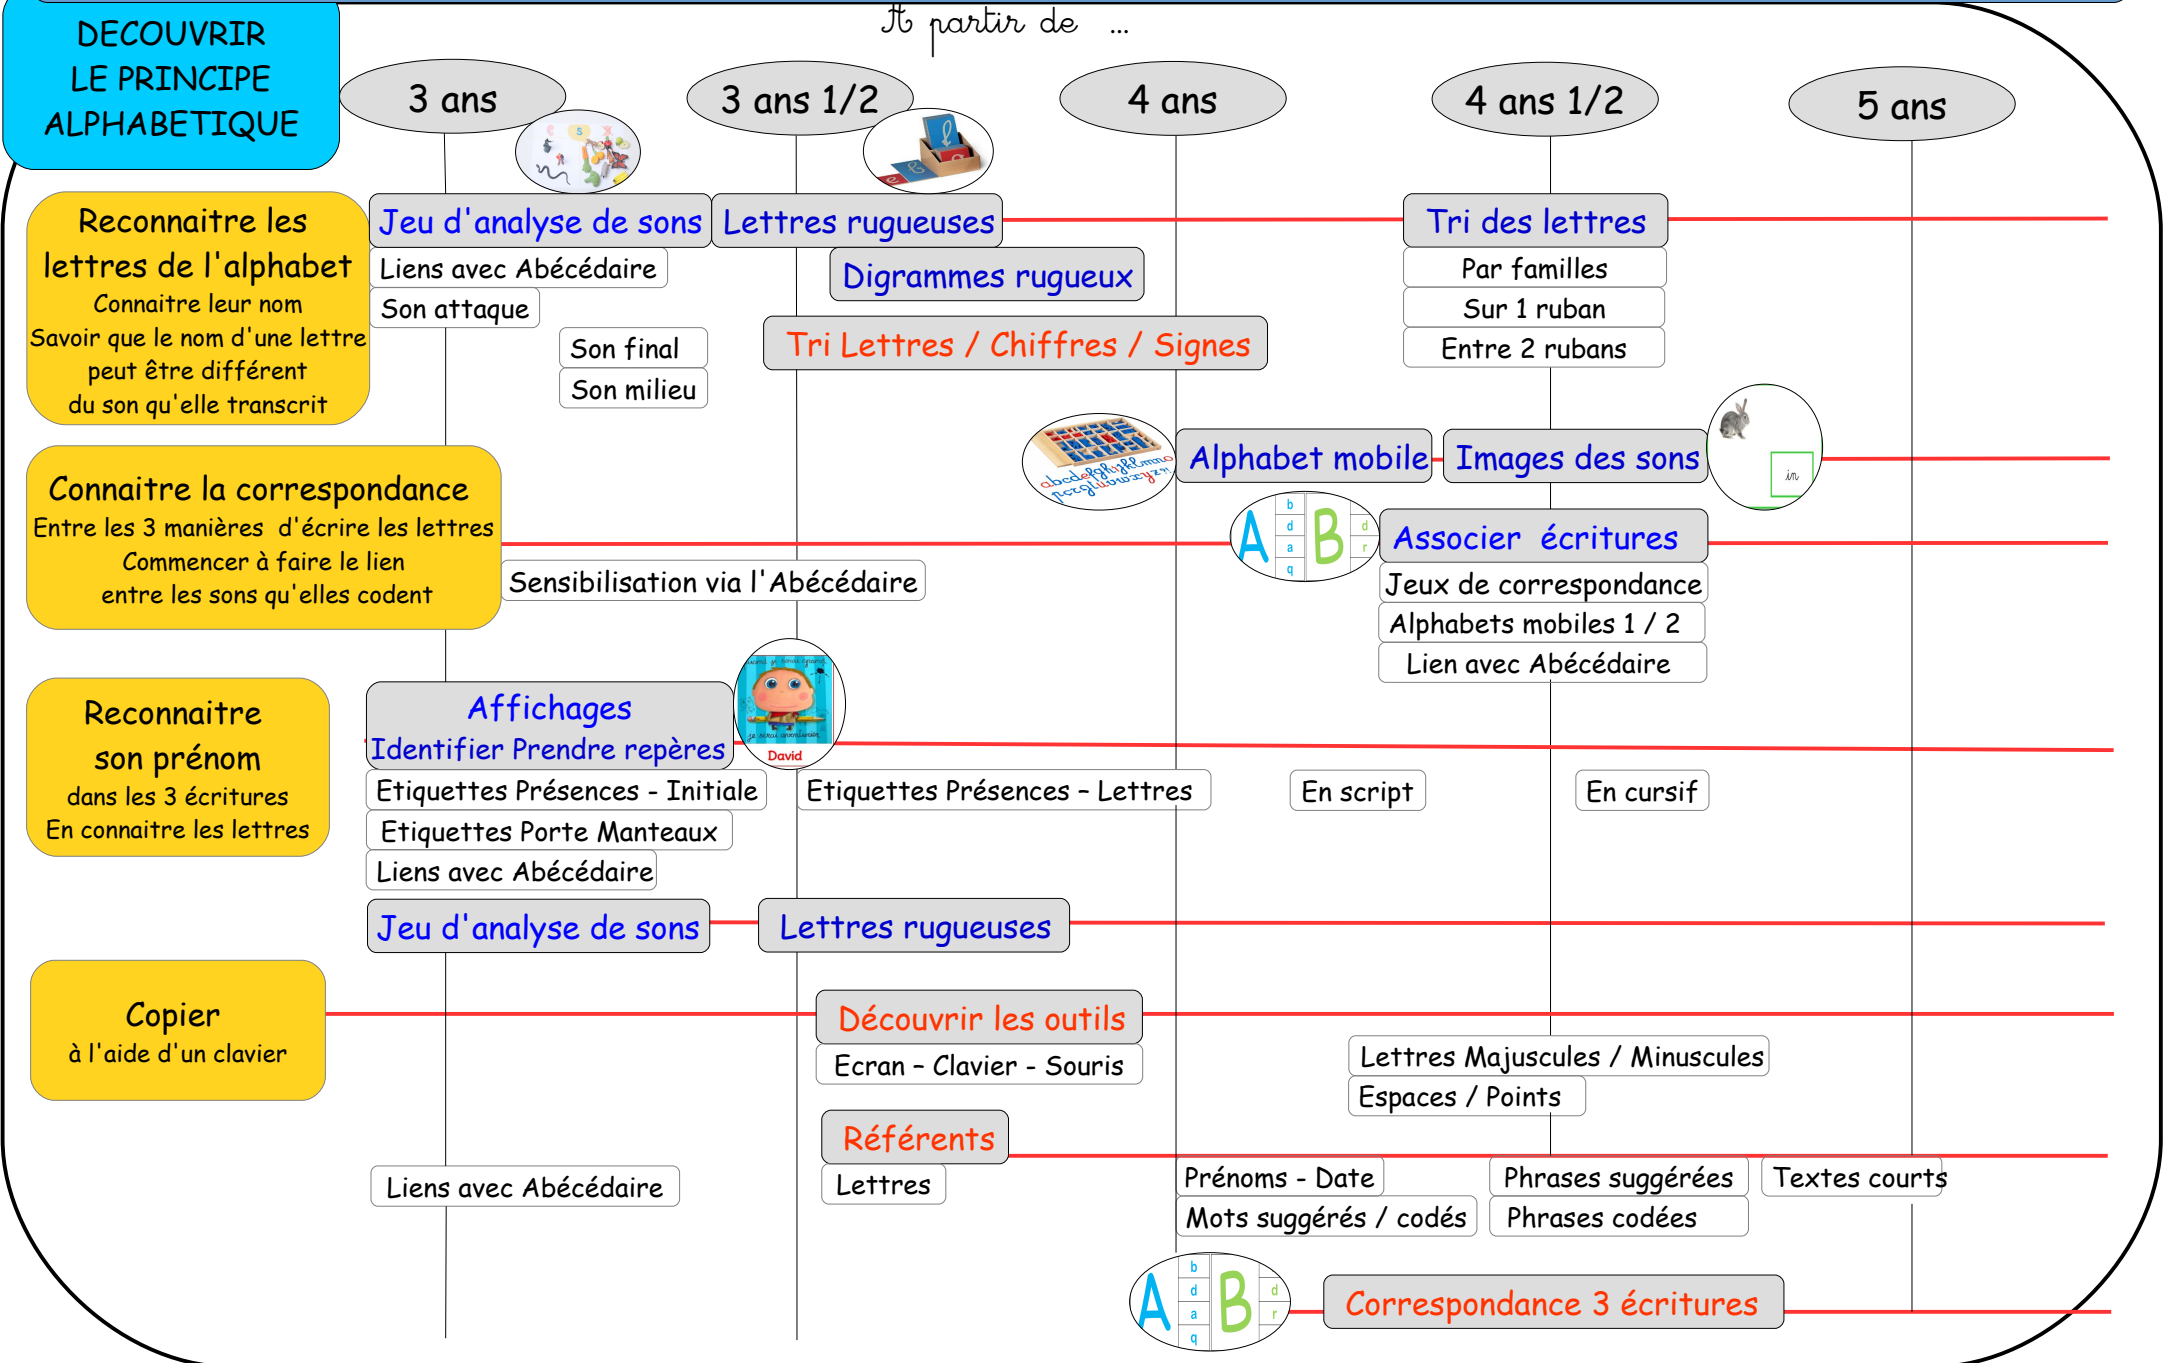 A partir de ...
DECOUVRIR
LE PRINCIPE
ALPHABETIQUE
3 ans
3 ans 1/2
4 ans
4 ans 1/2
5 ans
Reconnaitre les
lettres de l'alphabet
Connaitre leur nom
Savoir que le nom d'une lettre
peut être différent
du son qu'elle transcrit
Jeu d'analyse de sons
Liens avec Abécédaire
Son attaque
Son final
Son milieu
Lettres rugueuses
Digrammes rugueux
Tri Lettres / Chiffres / Signes
Tri des lettres
Par familles
Sur 1 ruban
Entre 2 rubans
Alphabet mobile
Images des sons
in
Connaitre la correspondance
Entre les 3 manières d'écrire les lettres
Commencer à faire le lien
entre les sons qu'elles codent
Sensibilisation via l'Abécédaire
A
b
d
a
q
B
d
r
Associer écritures
Jeux de correspondance
Alphabets mobiles 1 / 2
Lien avec Abécédaire
Reconnaitre
son prénom
dans les 3 écritures
En connaitre les lettres
Affichages
Identifier Prendre repères
David
Etiquettes Présences - Initiale
Etiquettes Porte Manteaux
Liens avec Abécédaire
Etiquettes Présences – Lettres
En script
En cursif
Jeu d'analyse de sons
Lettres rugueuses
Copier
à l'aide d'un clavier
Découvrir les outils
Ecran – Clavier - Souris
Lettres Majuscules / Minuscules
Espaces / Points
Référents
Liens avec Abécédaire
Lettres
Prénoms - Date
Mots suggérés / codés
Phrases suggérées
Phrases codées
Textes courts
A
b
d
a
q
B
d
r
Correspondance 3 écritures